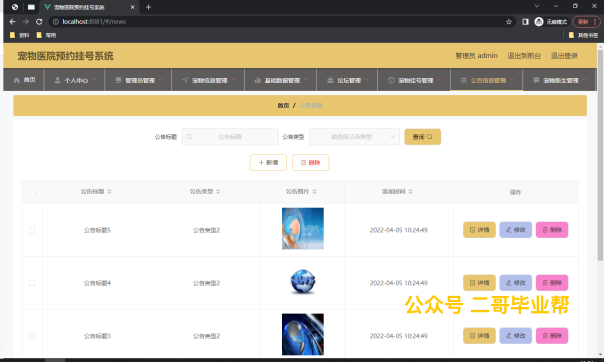 宠物医院预约挂号系统
localhost:8081/#/news
无痕模式
更新
资料 常用 其他书签
宠物医院预约挂号系统 管理员 admin 退出到前台 退出登录
首页 个人中心 管理员管理 宠物信息管理 基础数据管理 论坛管理 宠物挂号管理 公告信息管理 宠物医生管理
首页 / 公告信息
公告标题 公告标题 公告类型 请选择公告类型 查询
新增 删除
公告标题 公告类型 公告图片 添加时间 操作
公告标题5 公告类型2 2022-04-05 10:24:49 详情 修改 删除
公告标题4 公告类型2 2022-04-05 10:24:49 详情 修改 删除
公众号 二哥毕业帮
公告标题3 公告类型2 2022-04-05 10:24:49 详情 修改 删除